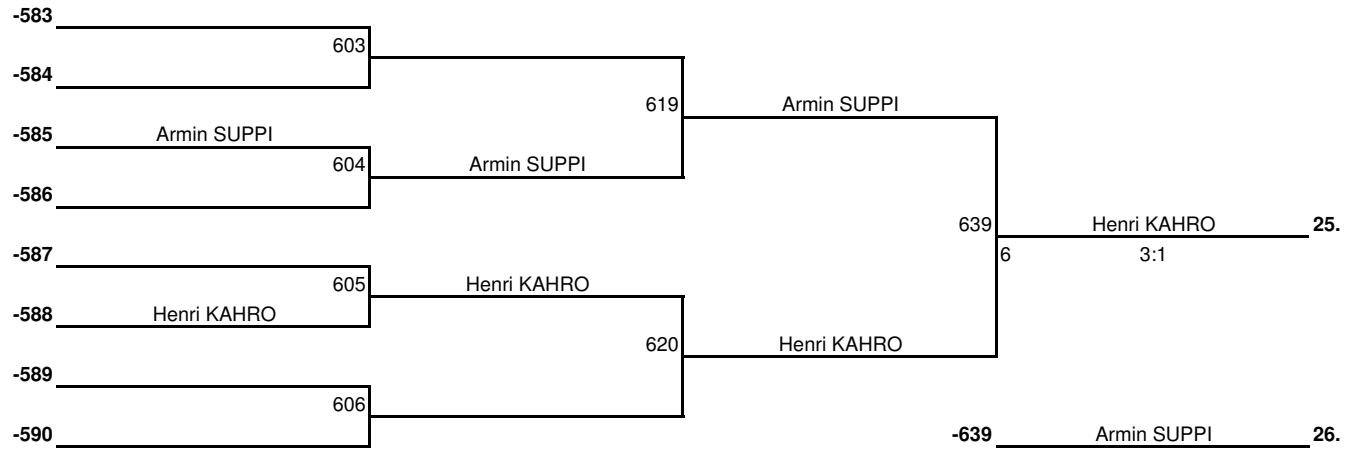 -583
603
-584
619 Armin SUPPI
-585 Armin SUPPI
604 Armin SUPPI
-586
639 Henri KAHRO 25.
-587 6 3:1
605 Henri KAHRO
-588 Henri KAHRO
620 Henri KAHRO
-589
606
-590 -639 Armin SUPPI 26.